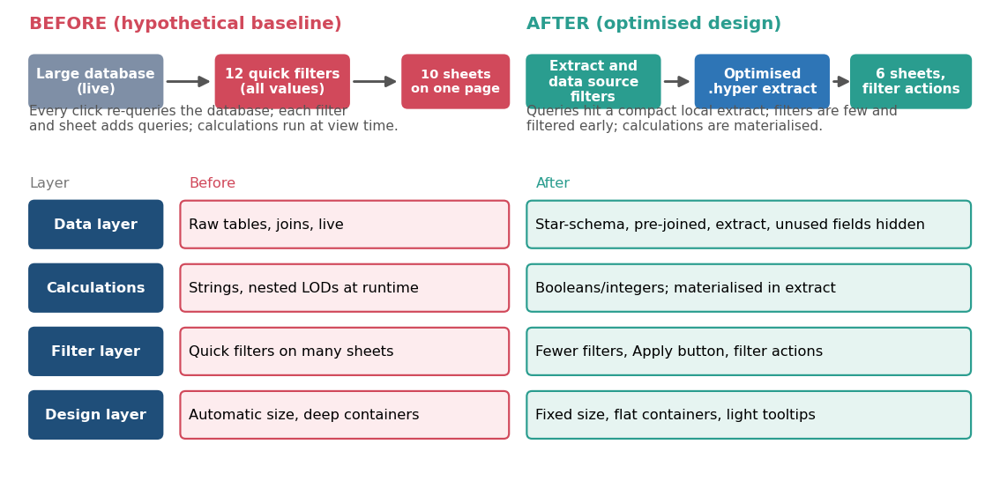 BEFORE (hypothetical baseline)
Large database
(live)
12 quick filters
(all values)
10 sheets
on one page
Every click re-queries the database; each filter
and sheet adds queries; calculations run at view time.
AFTER (optimised design)
Extract and
data source
filters
Optimised
.hyper extract
6 sheets,
filter actions
Queries hit a compact local extract; filters are few and
filtered early; calculations are materialised.
Layer
Before
After
Data layer
Raw tables, joins, live
Star-schema, pre-joined, extract, unused fields hidden
Calculations
Strings, nested LODs at runtime
Booleans/integers; materialised in extract
Filter layer
Quick filters on many sheets
Fewer filters, Apply button, filter actions
Design layer
Automatic size, deep containers
Fixed size, flat containers, light tooltips